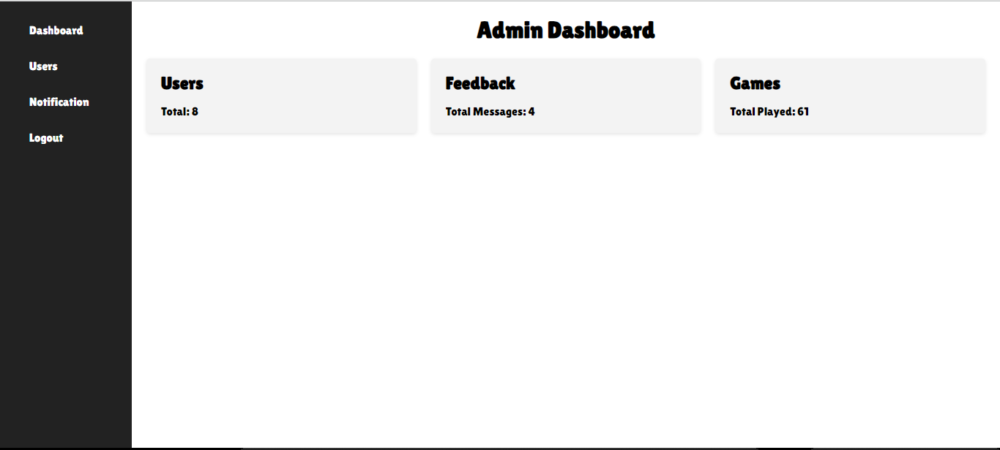 Dashboard
Users
Notification
Logout
Admin Dashboard
Users
Total: 8
Feedback
Total Messages: 4
Games
Total Played: 61